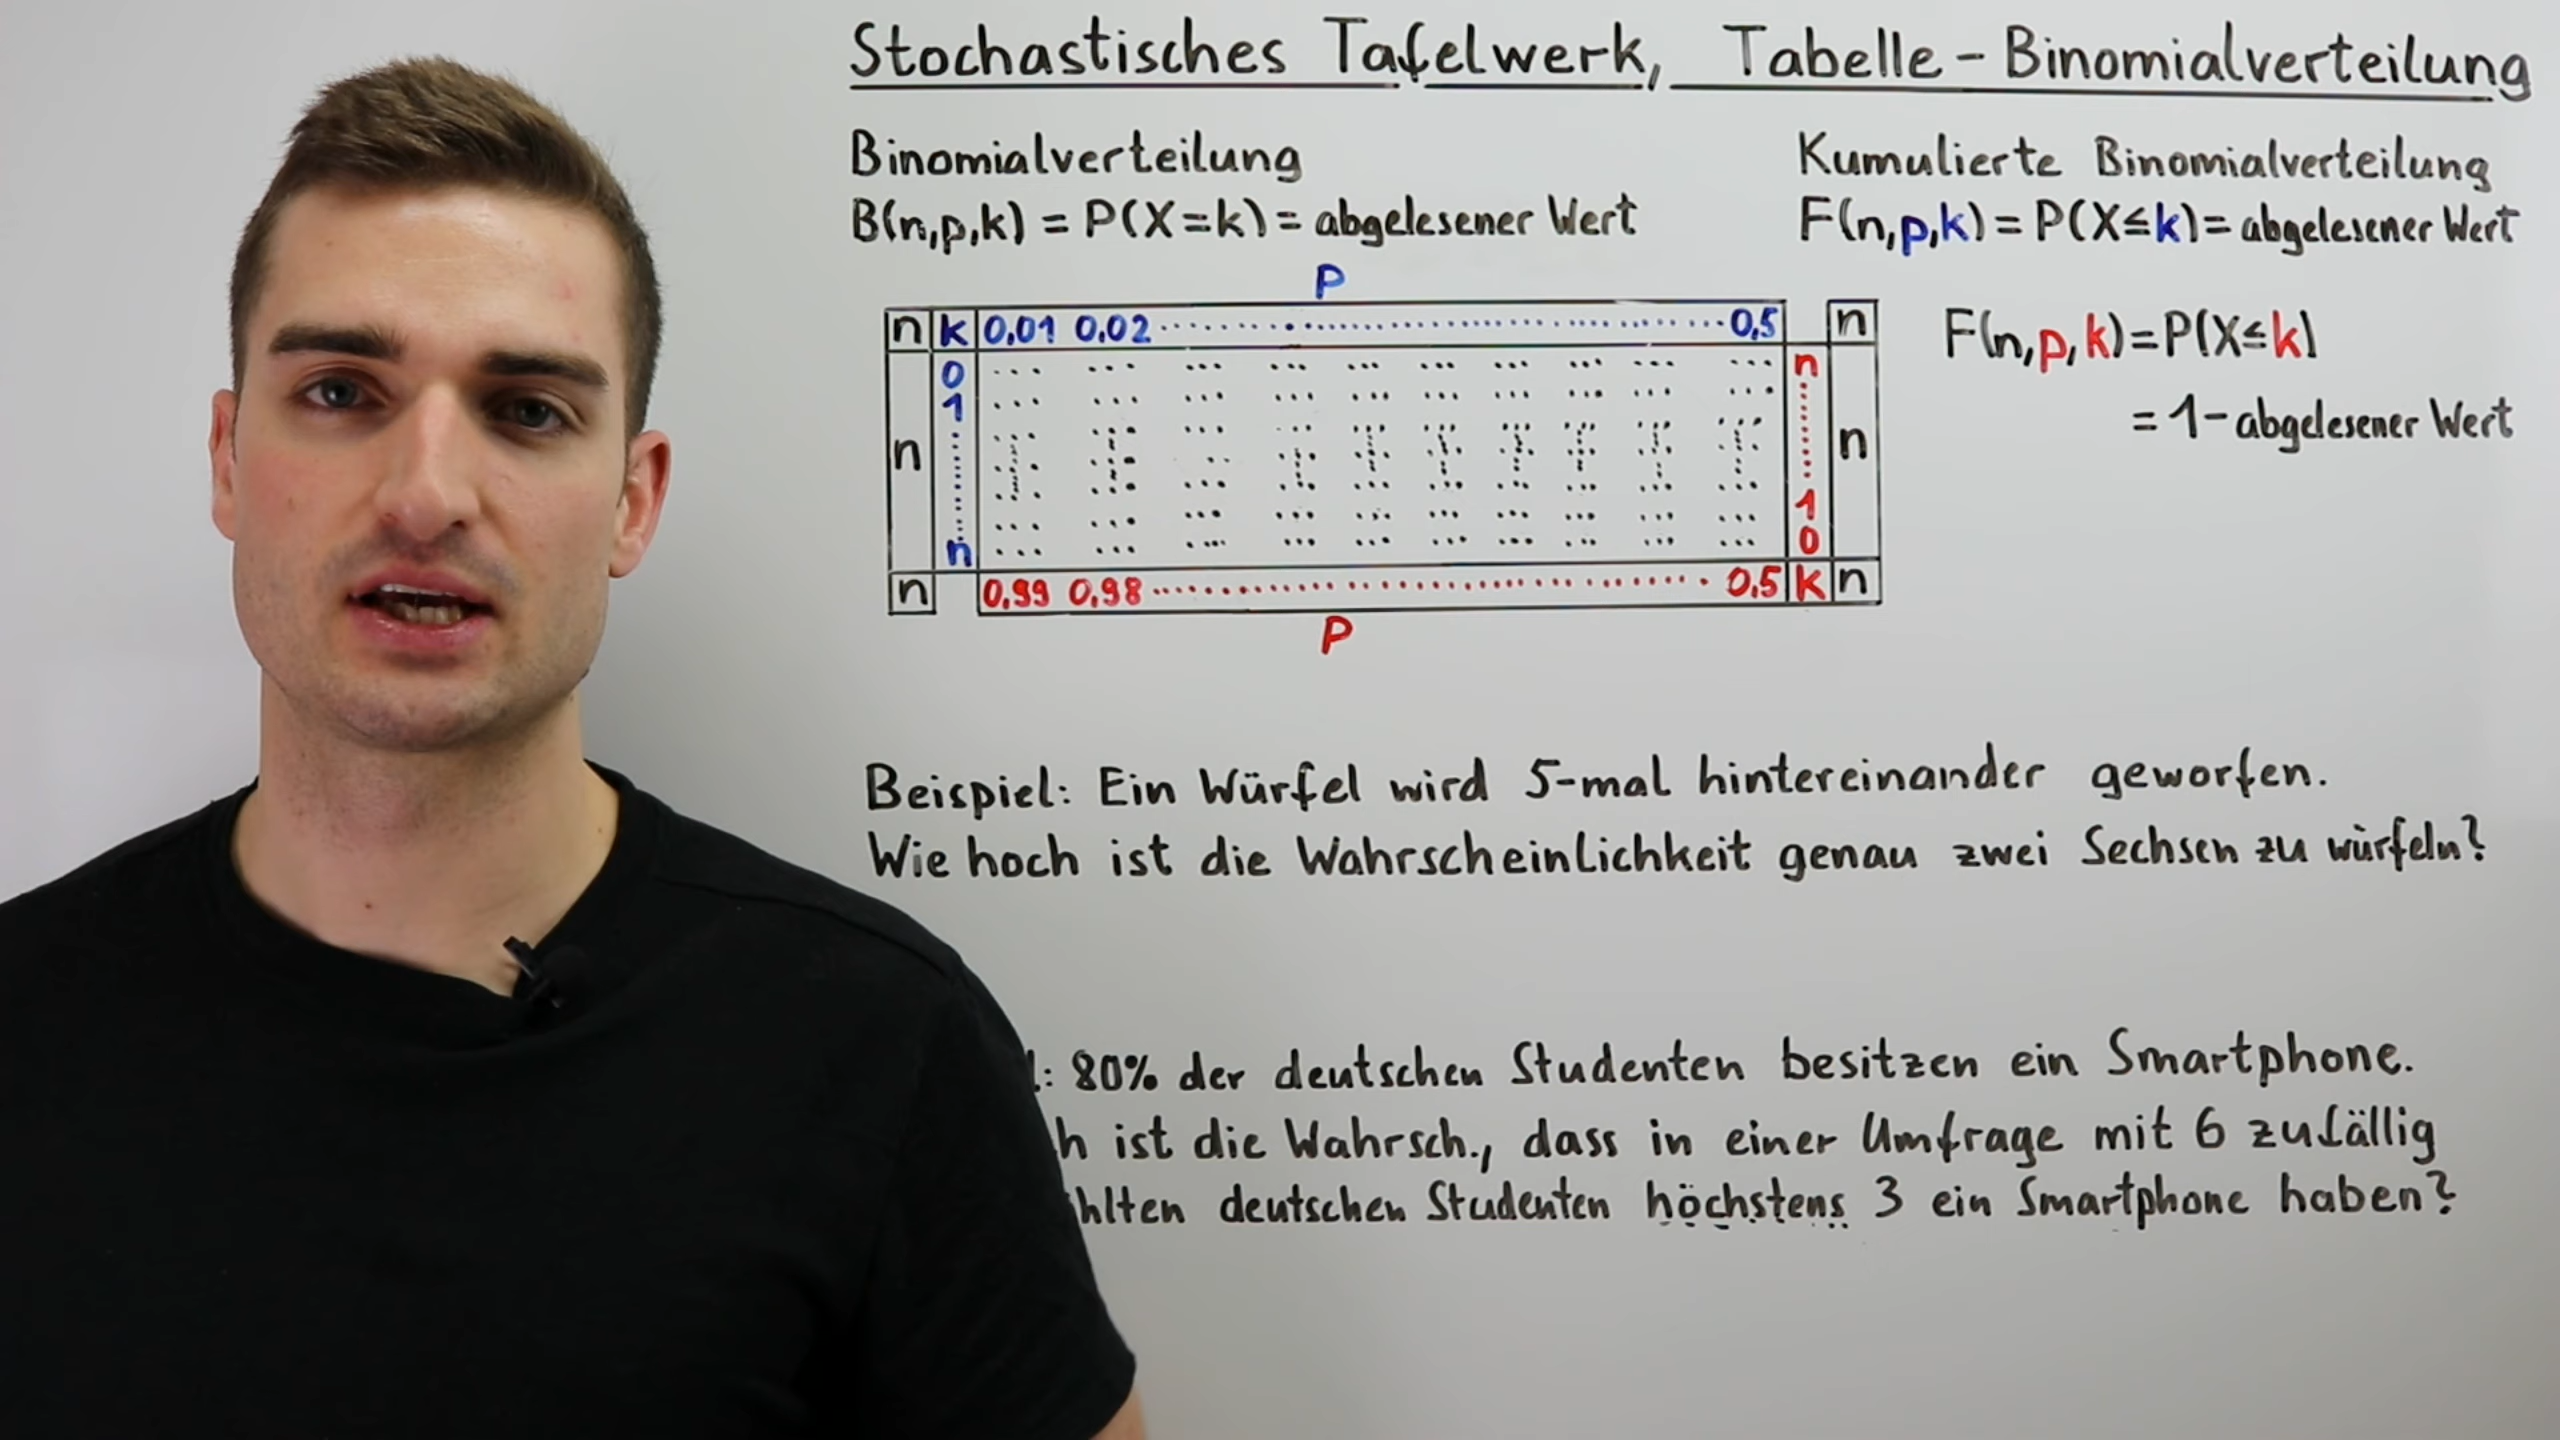 Stochastisches Tafelwerk, Tabelle - Binomialverteilung
Binomialverteilung
B(n,p,k) = P(X=k) = abgelesener Wert
Kumulierte Binomialverteilung
F(n,p,k) = P(X≤k) = abgelesener Wert
F(n,p,k) = P(X≤k)
= 1 - abgelesener Wert
P
n k 0,01 0,02 0,5 n
0 n
1
n n
1
n 0
n 0,99 0,98 0,5 k n
P
Beispiel: Ein Würfel wird 5-mal hintereinander geworfen.
Wie hoch ist die Wahrscheinlichkeit genau zwei Sechsen zu würfeln?
l: 80% der deutschen Studenten besitzen ein Smartphone.
h ist die Wahrsch., dass in einer Umfrage mit 6 zufällig
hlten deutschen Studenten höchstens 3 ein Smartphone haben?